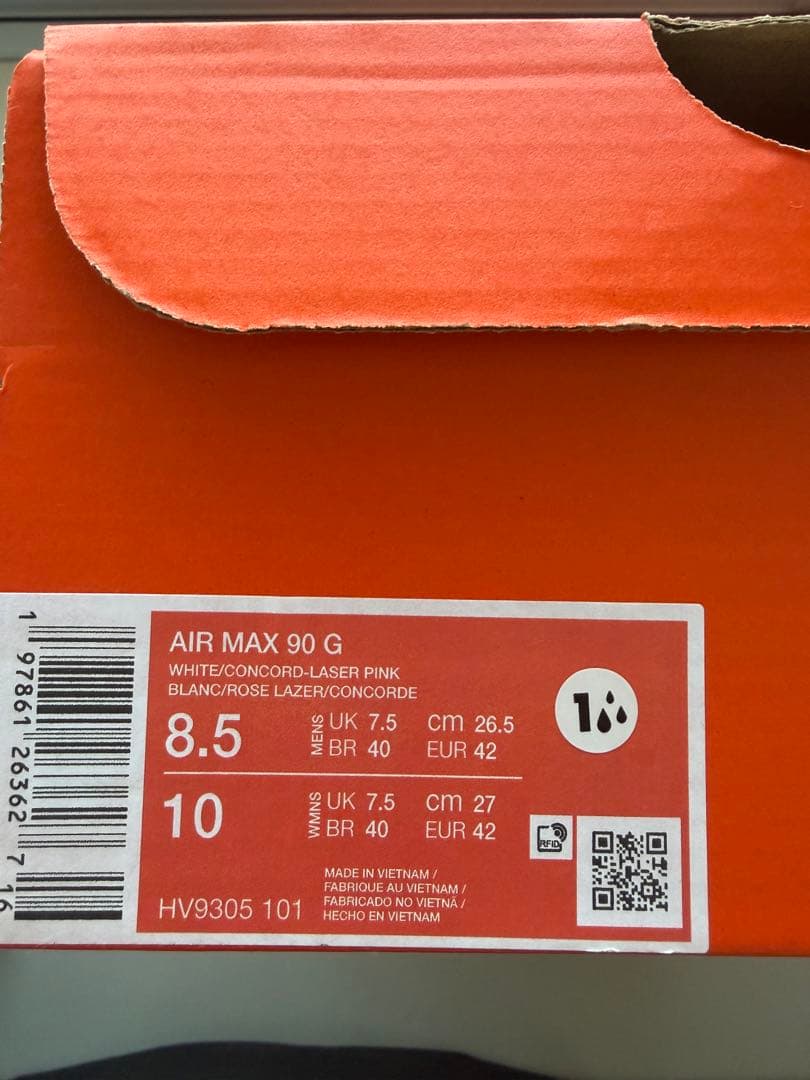 AIR MAX 90 G
WHITE/CONCORD-LASER PINK
BLANC/ROSE LAZER/CONCORDE
8.5 MENS UK 7.5 cm 26.5
BR 40 EUR 42
10 WMNS UK 7.5 cm 27
BR 40 EUR 42
MADE IN VIETNAM /
FABRIQUE AU VIETNAM /
FABRICADO NO VIETNÃ /
HECHO EN VIETNAM
HV9305 101
1
RFID
1 97861 26362 7 16